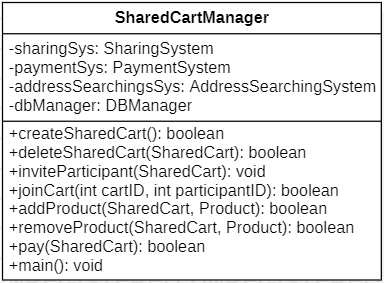 SharedCartManager
-sharingSys: SharingSystem
-paymentSys: PaymentSystem
-addressSearchingsSys: AddressSearchingSystem
-dbManager: DBManager
+createSharedCart(): boolean
+deleteSharedCart(SharedCart): boolean
+inviteParticipant(SharedCart): void
+joinCart(int cartID, int participantID): boolean
+addProduct(SharedCart, Product): boolean
+removeProduct(SharedCart, Product): boolean
+pay(SharedCart): boolean
+main(): void